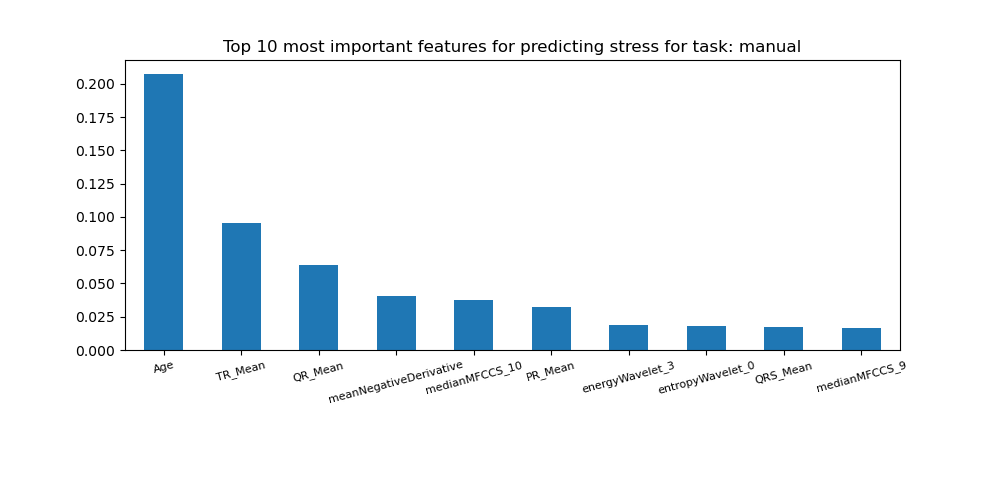 Top 10 most important features for predicting stress for task: manual
0.200
0.175
0.150
0.125
0.100
0.075
0.050
0.025
0.000
Age
TR_Mean
QR_Mean
meanNegativeDerivative
medianMFCCS_10
PR_Mean
energyWavelet_3
entropyWavelet_0
QRS_Mean
medianMFCCS_9